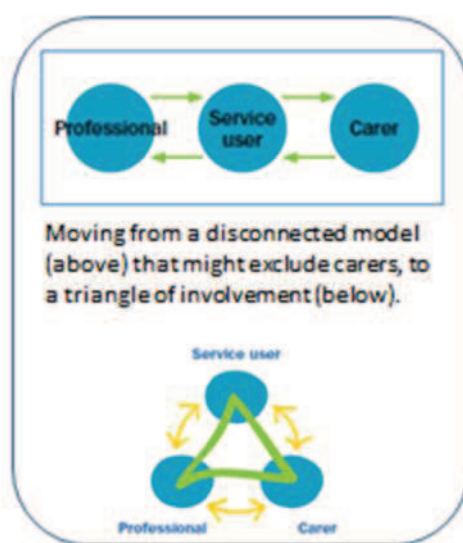 Professional Service user Carer
Moving from a disconnected model
(above) that might exclude carers, to
a triangle of involvement (below).
Service user
Professional Carer